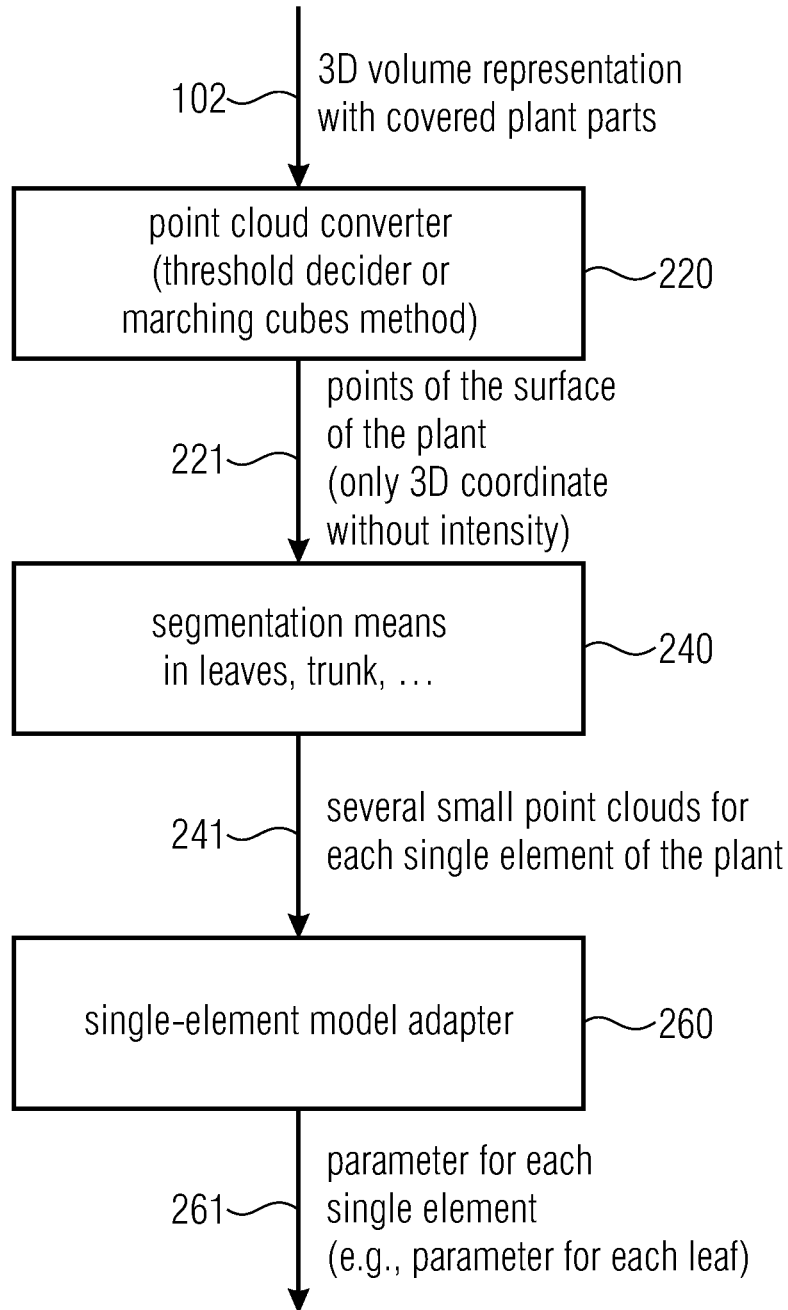 3D volume representation
with covered plant parts
102
point cloud converter
(threshold decider or
marching cubes method)
220
points of the surface
of the plant
(only 3D coordinate
without intensity)
221
segmentation means
in leaves, trunk, ...
240
several small point clouds for
each single element of the plant
241
single-element model adapter
260
parameter for each
single element
(e.g., parameter for each leaf)
261